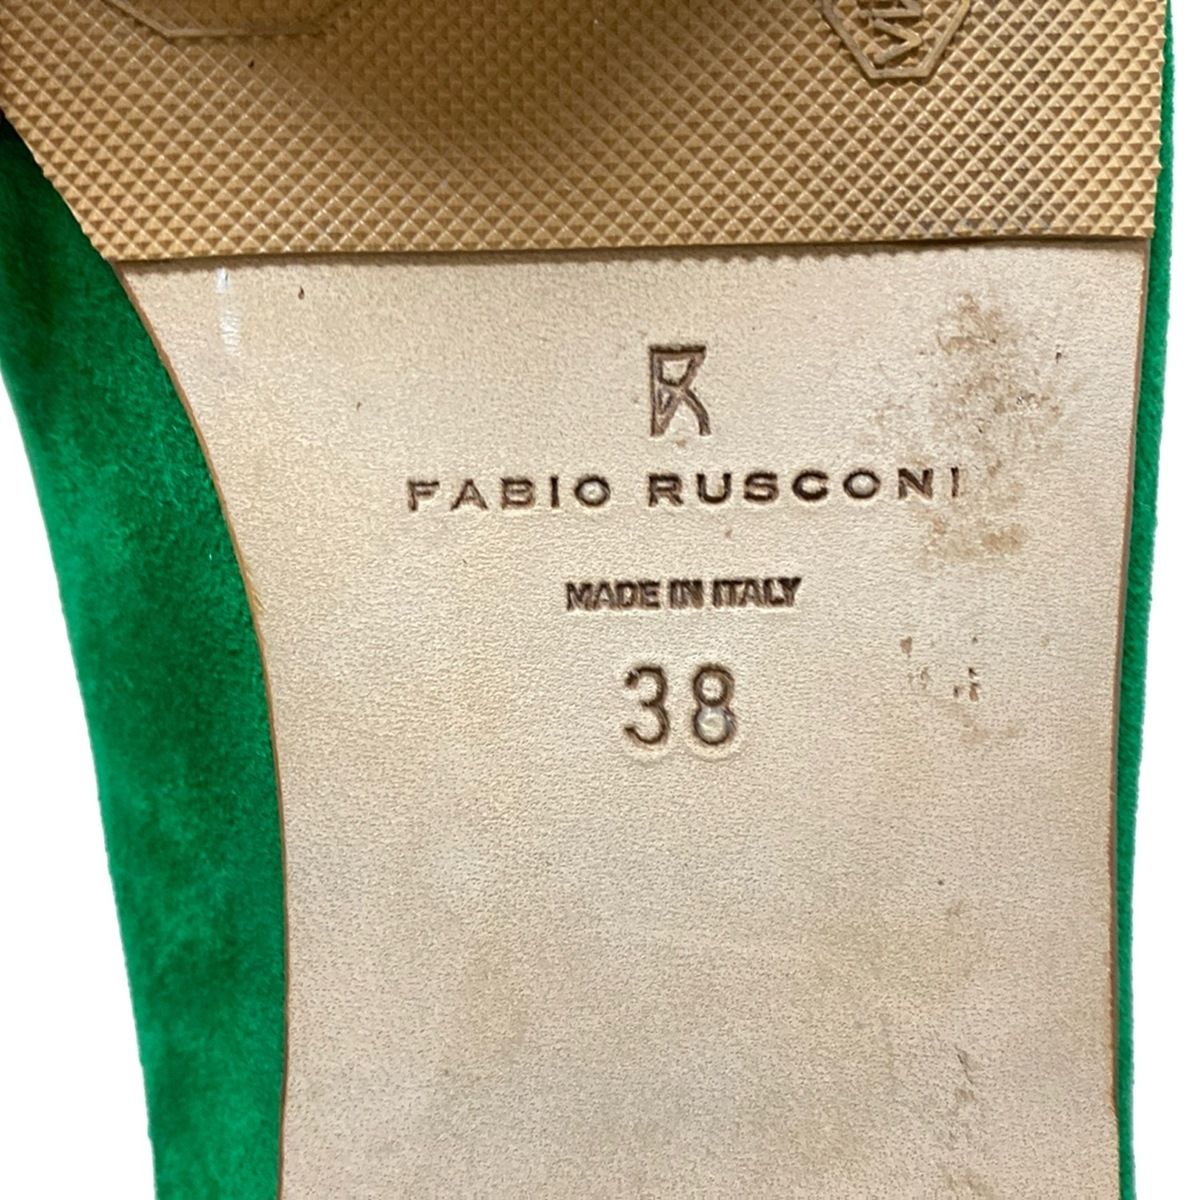 FABIO RUSCONI
MADE IN ITALY
38